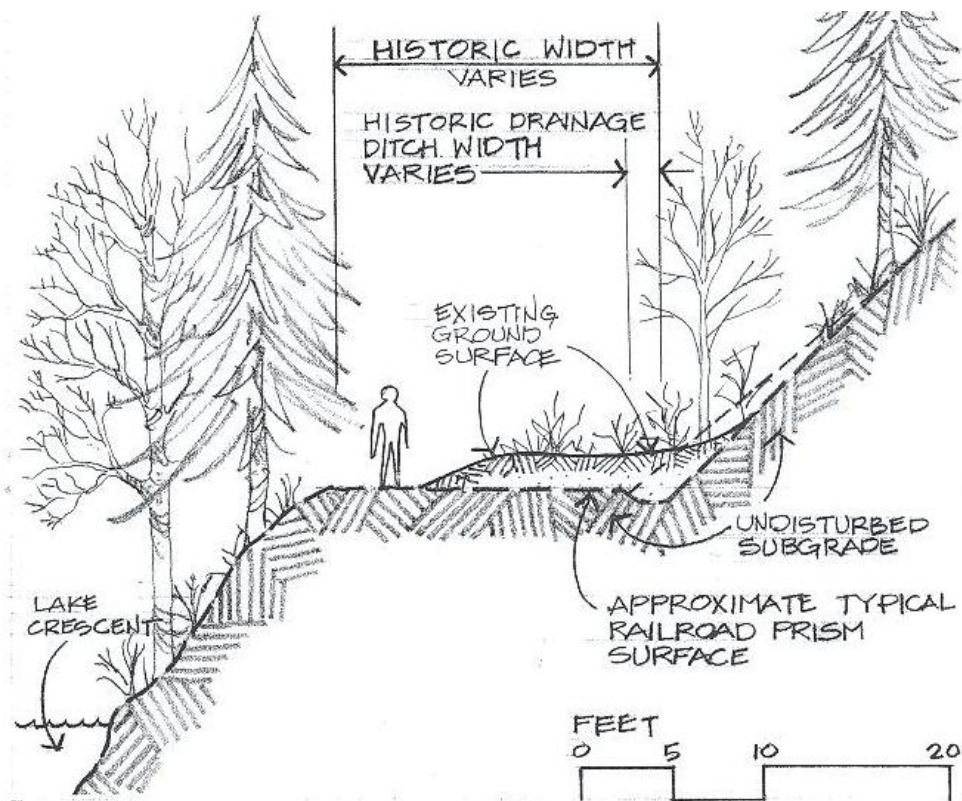 HISTORIC WIDTH
VARIES
HISTORIC DRAINAGE
DITCH WIDTH
VARIES
EXISTING
GROUND
SURFACE
UNDISTURBED
SUBGRADE
LAKE
CRESCENT
APPROXIMATE TYPICAL
RAILROAD PRISM
SURFACE
FEET
0 5 10 20